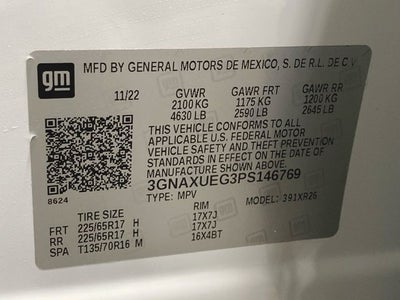 gm
MFD BY GENERAL MOTORS DE MEXICO, S. DE R.L. DE C.V
11/22 GVWR GAWR FRT GAWR RR
2100 KG 1175 KG 1200 KG
4630 LB 2590 LB 2645 LB
THIS VEHICLE CONFORMS TO ALL
APPLICABLE U.S. FEDERAL MOTOR
VEHICLE SAFETY AND THEFT PREVENTION
STANDARDS IN EFFECT ON THE DATE OF
MANUFACTURE SHOWN ABOVE.
3GNAXUEG3PS146769
TYPE: MPV MODEL: 391XR26
8624
TIRE SIZE RIM
FRT 225/65R17 H 17X7J
RR 225/65R17 H 17X7J
SPA T135/70R16 M 16X4BT